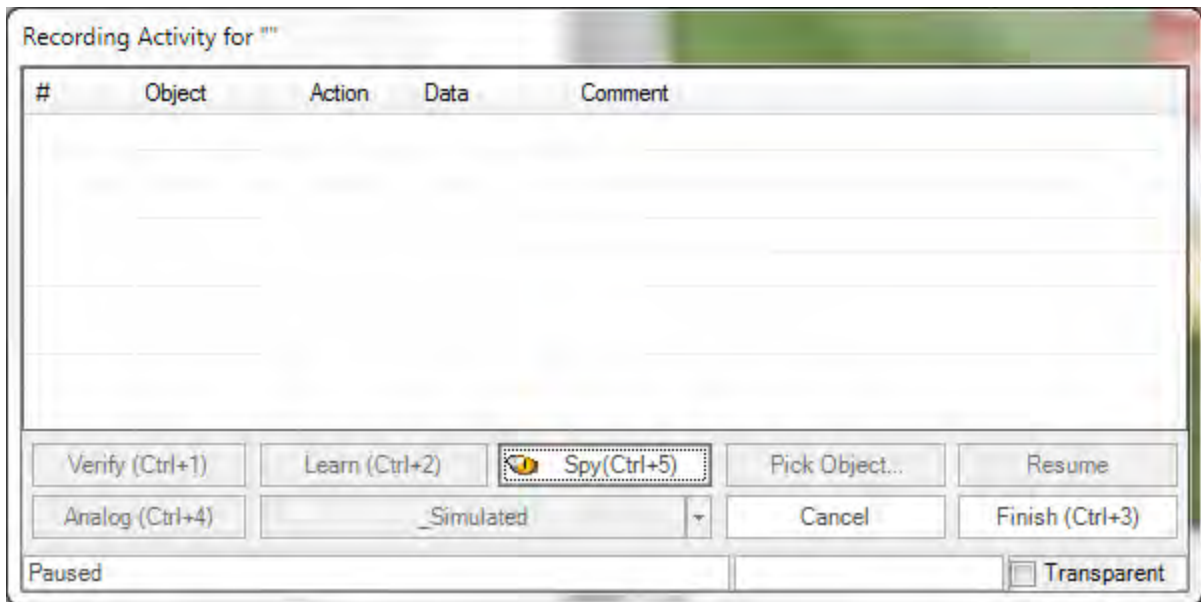 Recording Activity for ""
# Object Action Data Comment
Verify (Ctrl+1) Learn (Ctrl+2) Spy(Ctrl+5) Pick Object... Resume
Analog (Ctrl+4) _Simulated Cancel Finish (Ctrl+3)
Paused Transparent